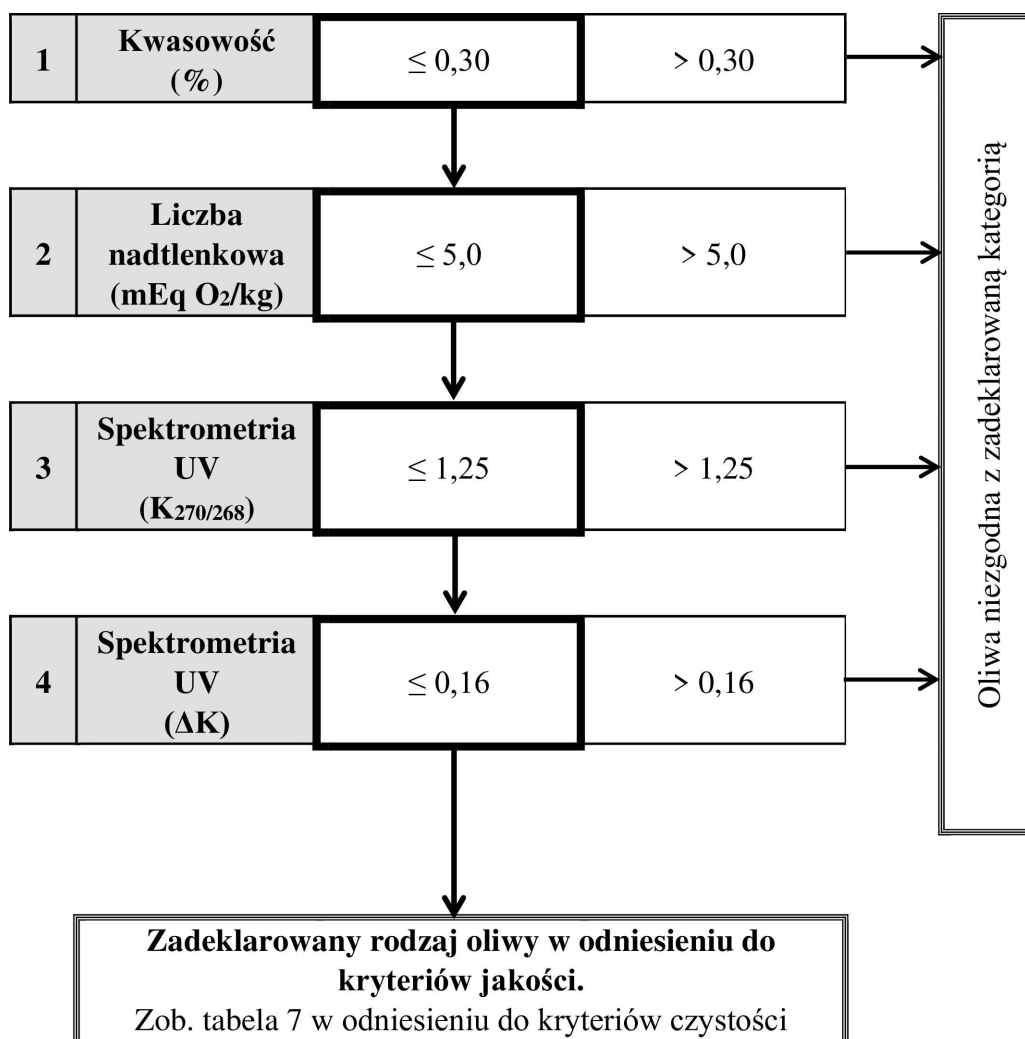 1
Kwasowość
(%)
≤ 0,30
> 0,30
2
Liczba
nadtlenkowa
(mEq O₂/kg)
≤ 5,0
> 5,0
3
Spektrometria
UV
(K₂₇₀/₂₆₈)
≤ 1,25
> 1,25
4
Spektrometria
UV
(ΔK)
≤ 0,16
> 0,16
Oliwa niezgodna z zadeklarowaną kategorią
Zadeklarowany rodzaj oliwy w odniesieniu do
kryteriów jakości.
Zob. tabela 7 w odniesieniu do kryteriów czystości